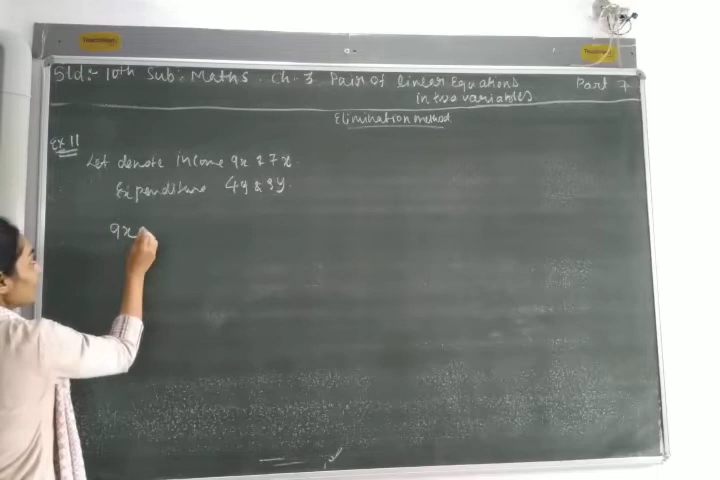 Std:- 10th Sub: Maths. Ch. 3 Pair of linear Equations Part 7
in two variables
Elimination method
Ex 11
Let denote income 9x & 7x.
Expenditure 4y & 3y.
9x